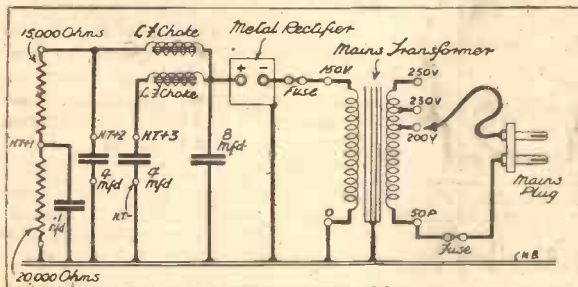 15,000 Ohms
L.F Choke
Metal Rectifier
Mains Transformer
L.F Choke
+ -
Fuse
150V
250V
230V
200V
HT+1
HT+2
HT+3
8
mfd
4
mfd
4
mfd
·1
mfd
HT-
0
50P
Fuse
Mains
Plug
20,000 Ohms